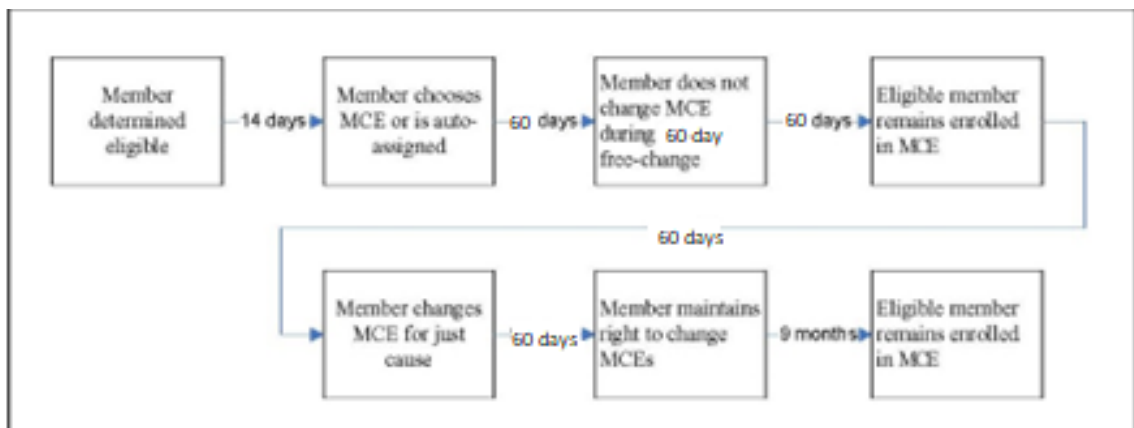 Member
determined
eligible
14 days
Member chooses
MCE or is auto-
assigned
60 days
Member does not
change MCE
during 60 day
free-change
60 days
Eligible member
remains enrolled
in MCE
60 days
Member changes
MCE for just
cause
60 days
Member maintains
right to change
MCEs
9 months
Eligible member
remains enrolled
in MCE